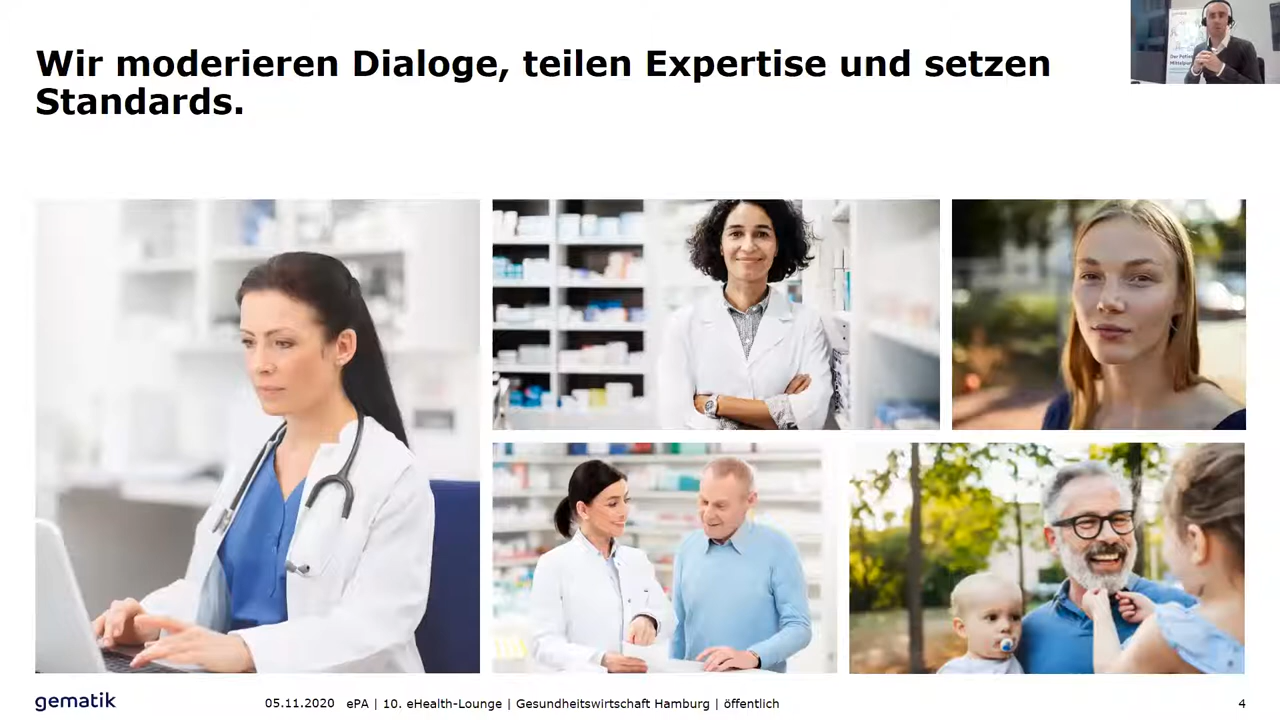 Wir moderieren Dialoge, teilen Expertise und setzen
Standards.
gematik
05.11.2020 ePA | 10. eHealth-Lounge | Gesundheitswirtschaft Hamburg | öffentlich
4